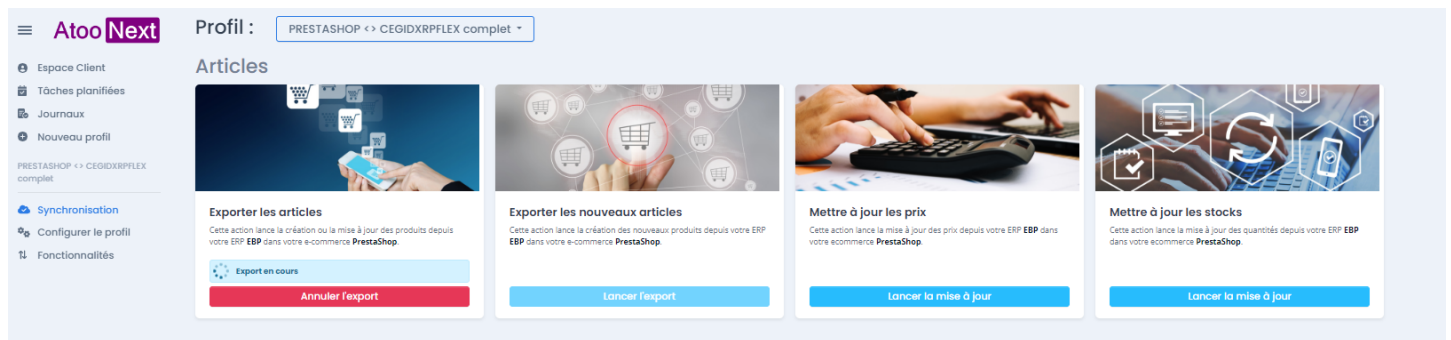 Atoo Next
Profil :
PRESTASHOP <> CEGIDXRPFLEX complet
Espace Client
Tâches planifiées
Journaux
Nouveau profil
PRESTASHOP <> CEGIDXRPFLEX
complet
Synchronisation
Configurer le profil
Fonctionnalités
Articles
Exporter les articles
Cette action lance la création ou la mise à jour des produits depuis
votre ERP EBP dans votre e-commerce PrestaShop.
Export en cours
Annuler l'export
Exporter les nouveaux articles
Cette action lance la création des nouveaux produits depuis votre ERP
EBP dans votre e-commerce PrestaShop.
Lancer l'export
Mettre à jour les prix
Cette action lance la mise à jour des prix depuis votre ERP EBP dans
votre ecommerce PrestaShop.
Lancer la mise à jour
Mettre à jour les stocks
Cette action lance la mise à jour des quantités depuis votre ERP EBP
dans votre ecommerce PrestaShop.
Lancer la mise à jour